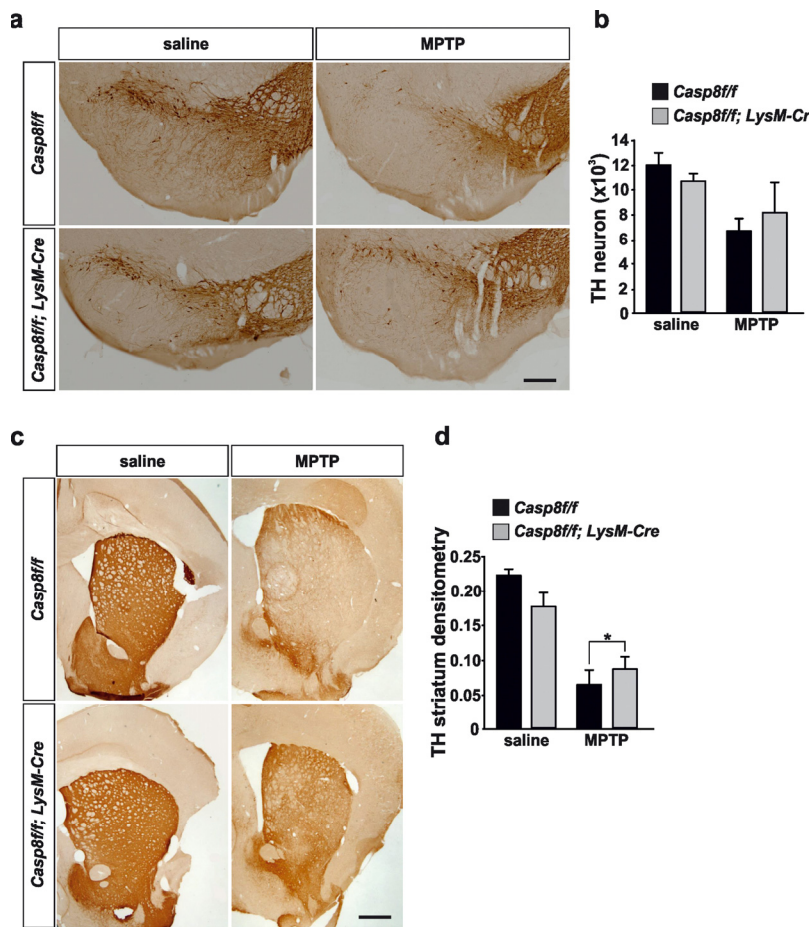 a
saline
MPTP
Casp8f/f
Casp8f/f; LysM-Cre
b
Casp8f/f
Casp8f/f; LysM-Cr
TH neuron (x10³)
14
12
10
8
6
4
2
0
saline
MPTP
c
saline
MPTP
Casp8f/f
Casp8f/f; LysM-Cre
d
Casp8f/f
Casp8f/f; LysM-Cre
TH striatum densitometry
0.25
0.20
0.15
0.10
0.05
0
*
saline
MPTP